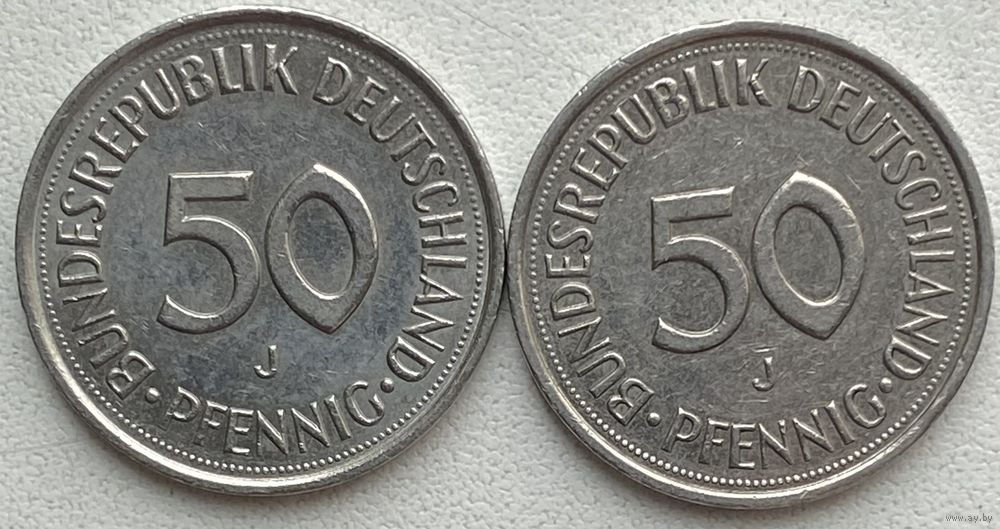 BUNDESREPUBLIK DEUTSCHLAND
50
J
· PFENNIG ·
BUNDESREPUBLIK DEUTSCHLAND
50
J
· PFENNIG ·
www.ay.by